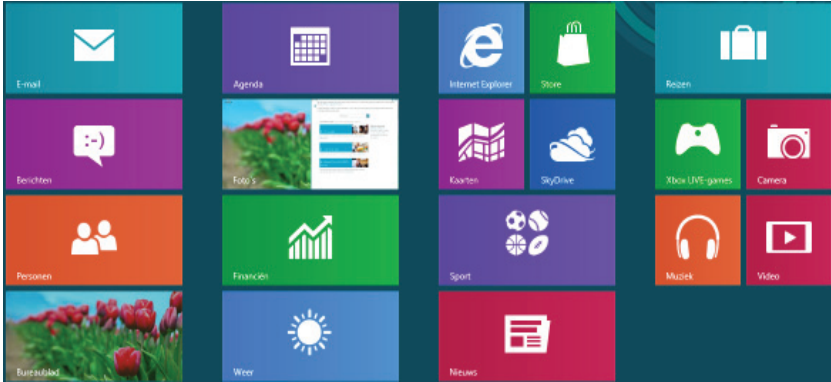 E-mail
Agenda
Internet Explorer
Store
Reizen
Berichten
:-)
Foto's
Kaarten
SkyDrive
Xbox LIVE-games
Camera
Personen
Financiën
Sport
Muziek
Video
Bureaublad
Weer
Nieuws